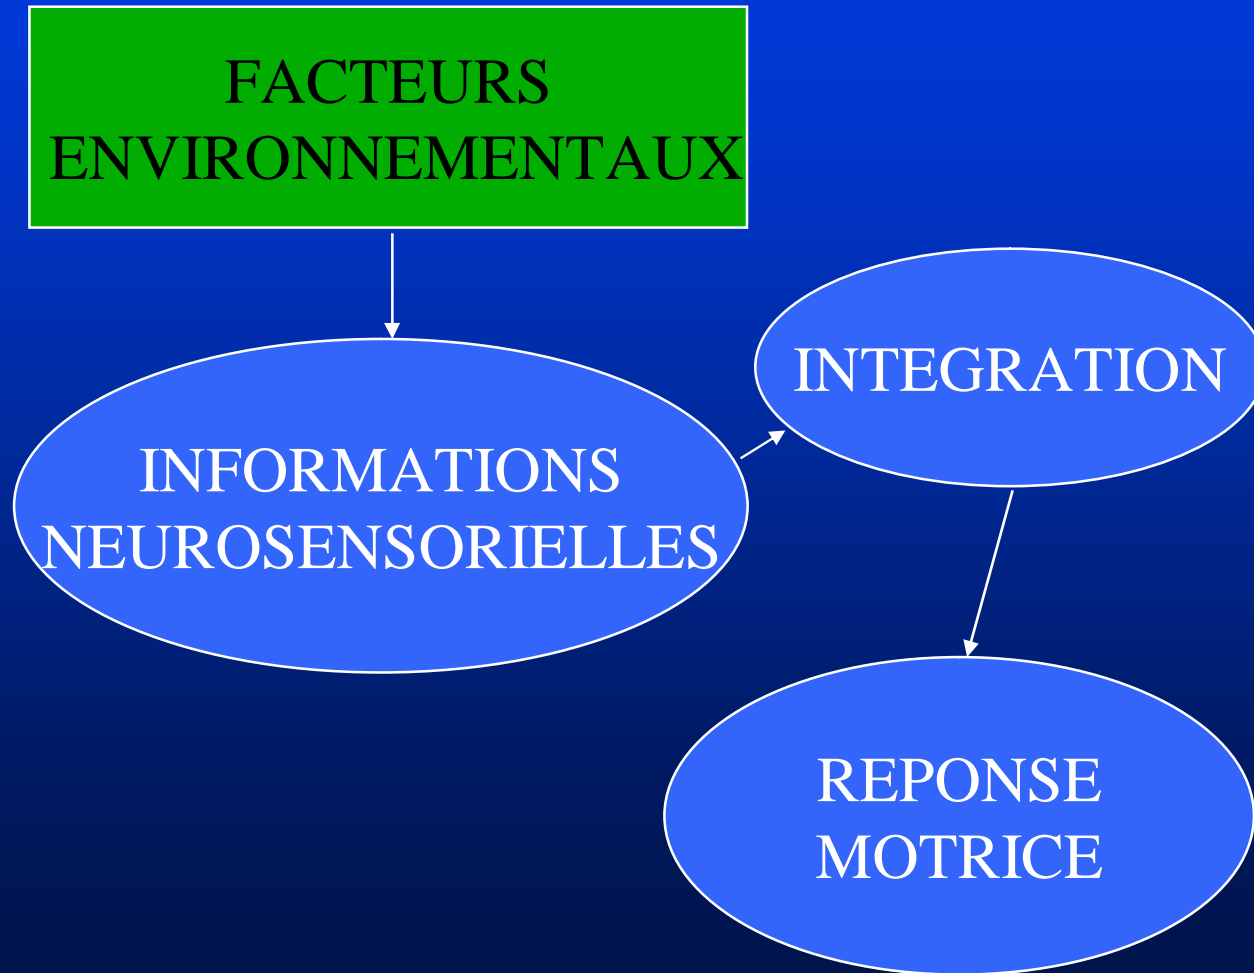 FACTEURS
ENVIRONNEMENTAUX
INTEGRATION
INFORMATIONS
NEUROSENSORIELLES
REPONSE
MOTRICE